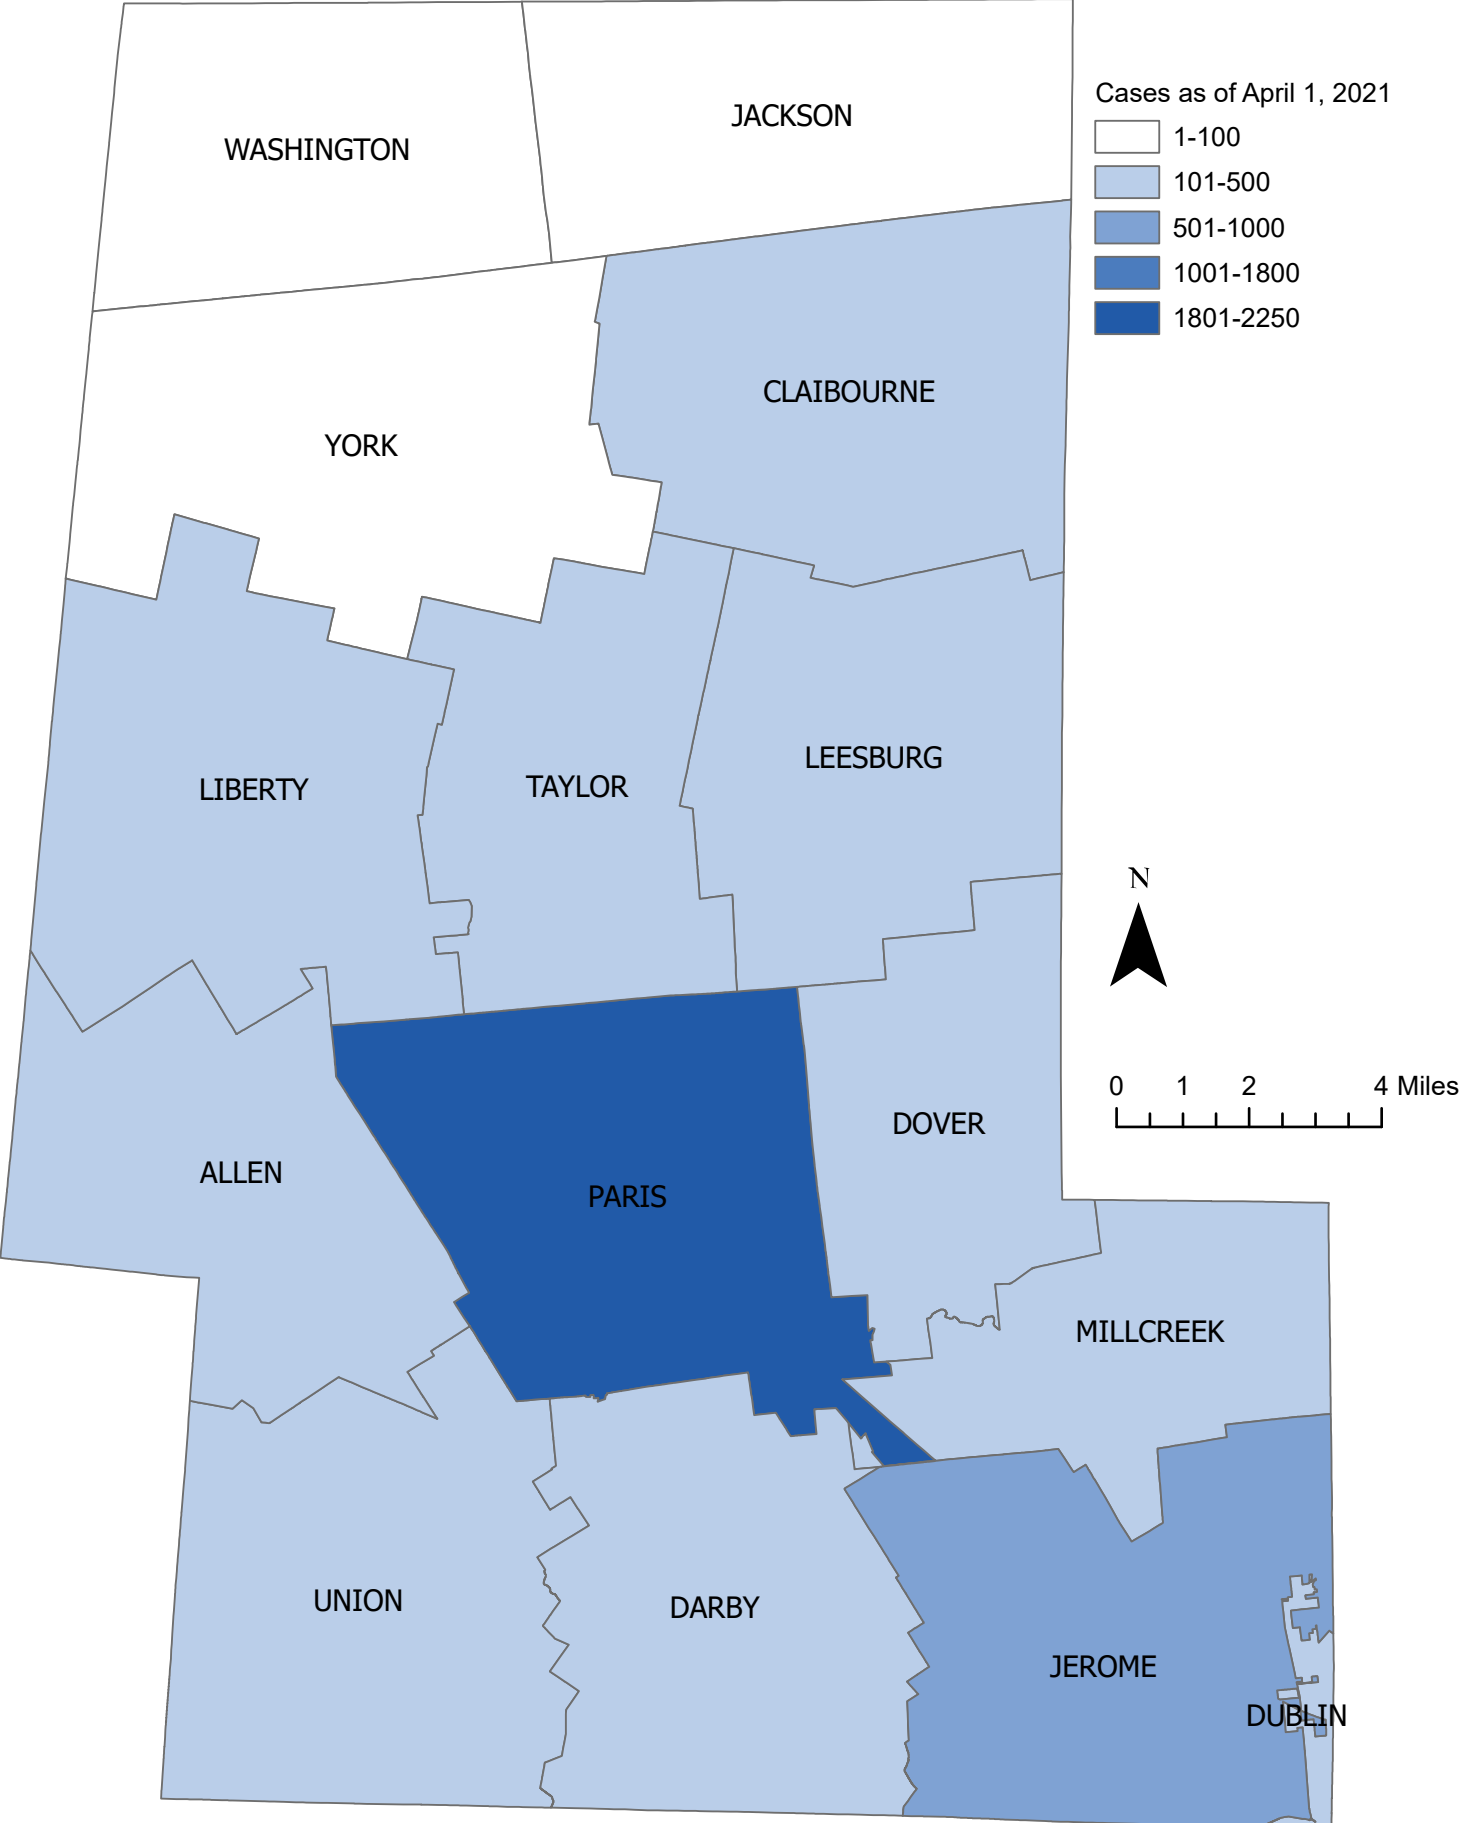 WASHINGTON
JACKSON
Cases as of April 1, 2021
1-100
101-500
501-1000
1001-1800
1801-2250
CLAIBOURNE
YORK
LEESBURG
LIBERTY
TAYLOR
N
0 1 2 4 Miles
DOVER
ALLEN
PARIS
MILLCREEK
UNION
DARBY
JEROME
DUBLIN